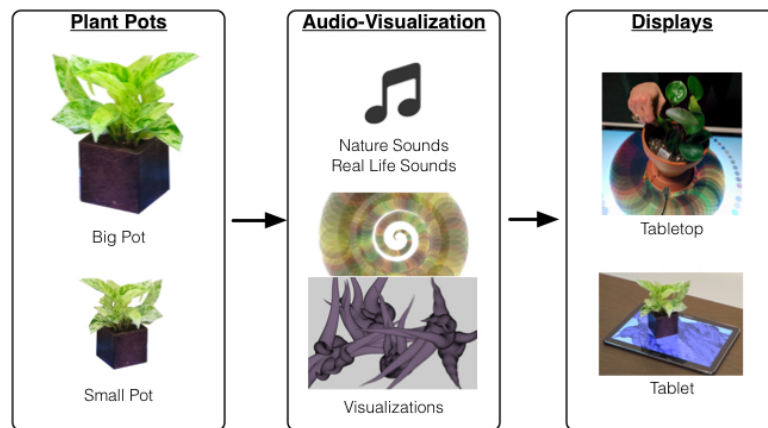 Plant Pots
Big Pot
Small Pot
Audio-Visualization
Nature Sounds
Real Life Sounds
Visualizations
Displays
Tabletop
Tablet